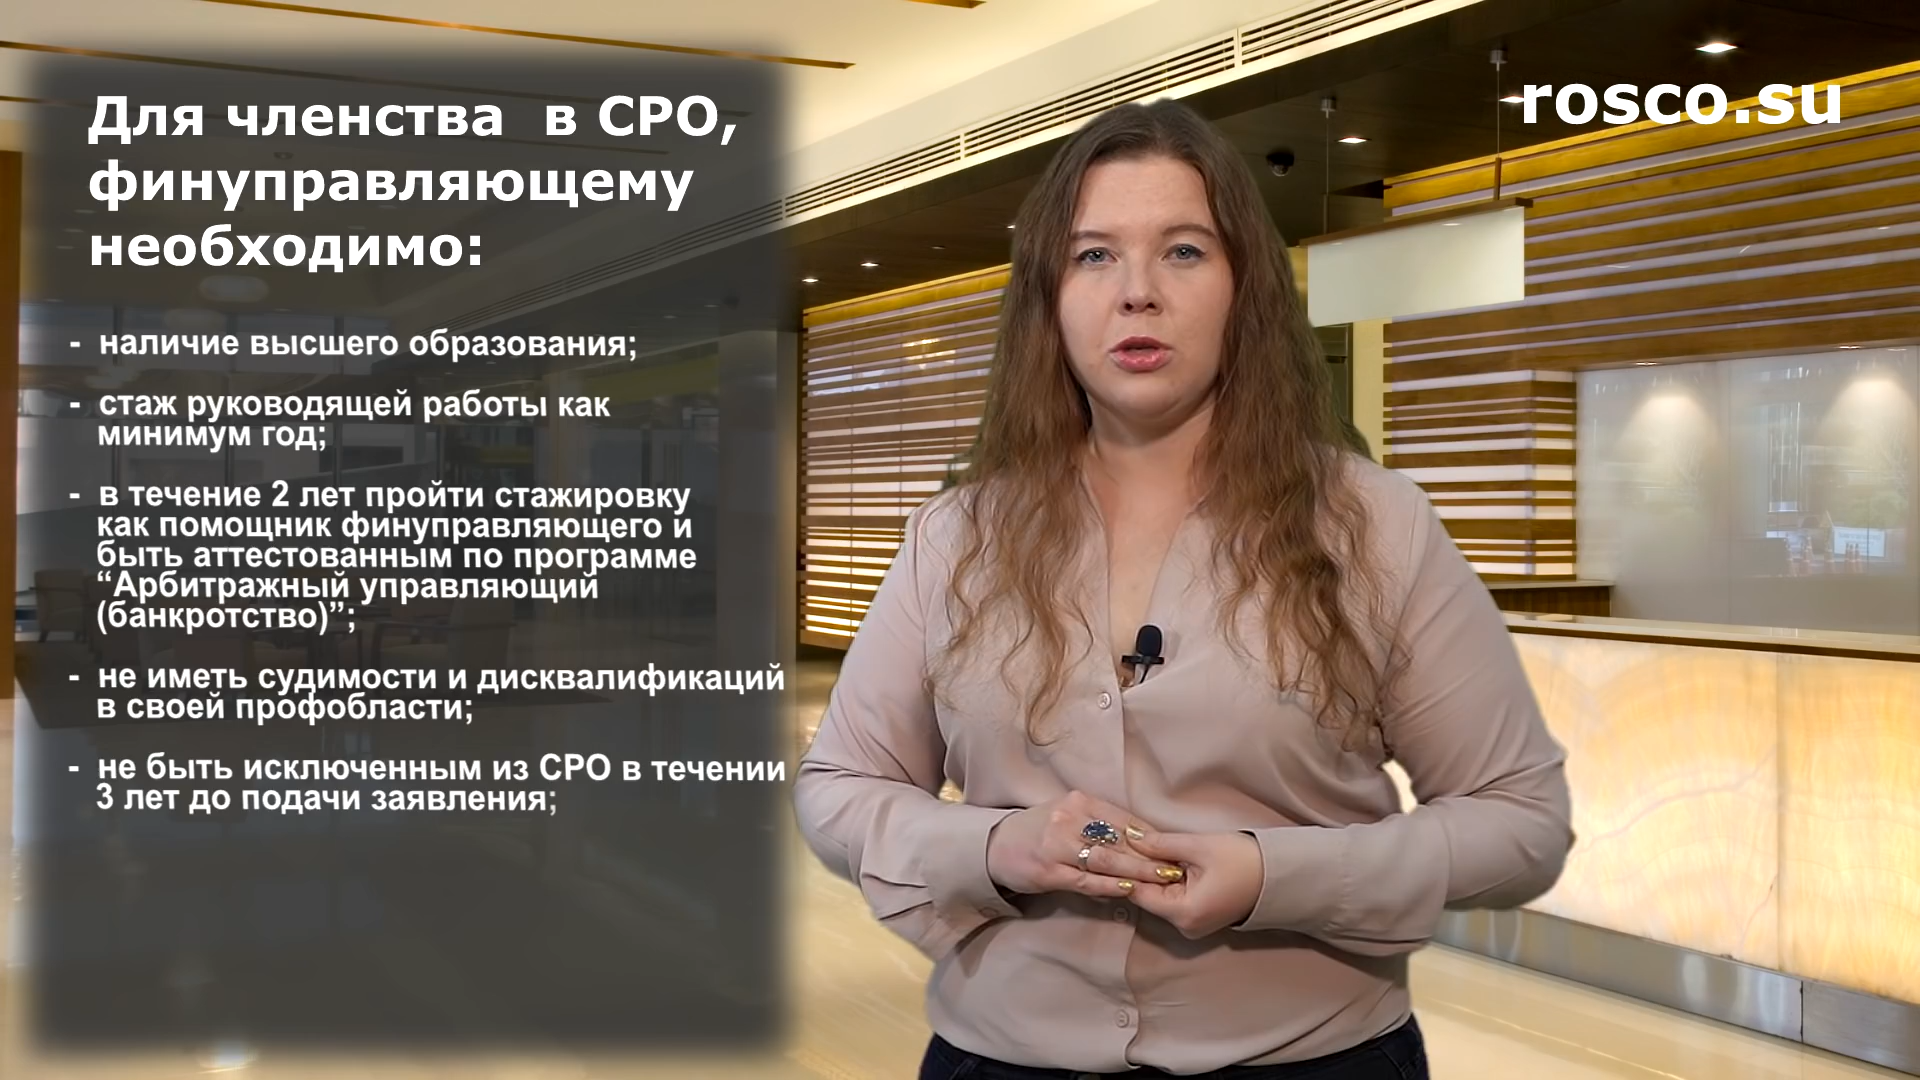 Для членства в СРО,
финуправляющему
необходимо:
- наличие высшего образования;
- стаж руководящей работы как
минимум год;
- в течение 2 лет пройти стажировку
как помощник финуправляющего и
быть аттестованным по программе
“Арбитражный управляющий
(банкротство)”;
- не иметь судимости и дисквалификаций
в своей профобласти;
- не быть исключенным из СРО в течении
3 лет до подачи заявления;
rosco.su